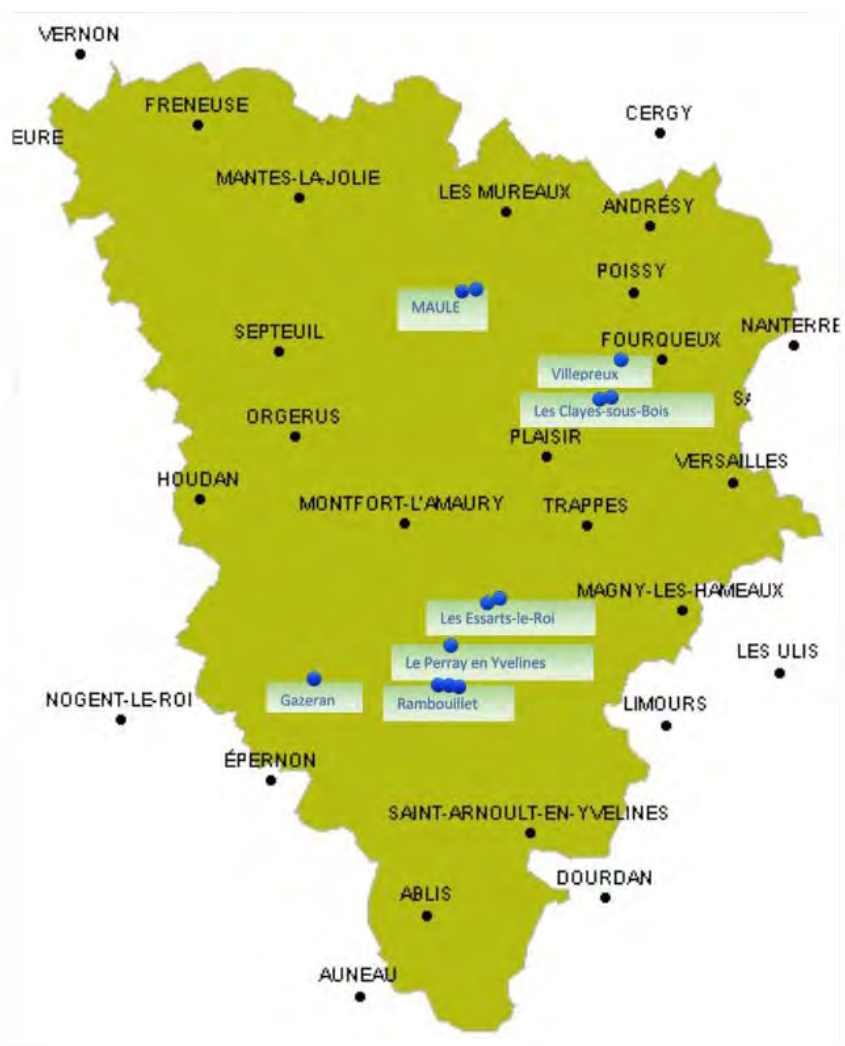 VERNON
FRENEUSE
CERGY
EURE
MANTES-LA-JOLIE
LES MUREAUX
ANDRÉSY
POISSY
MAULE
SEPTEUIL
FOURQUEUX
NANTERRE
Villepreux
Les Clayes-sous-Bois
SA
ORGERUS
PLAISIR
VERSAILLES
HOUDAN
MONTFORT-L'AMAURY
TRAPPES
MAGNY-LES-HAMEAUX
Les Essarts-le-Roi
LES ULIS
Le Perray en Yvelines
Gazeran
Rambouillet
NOGENT-LE-ROI
LIMOURS
ÉPERNON
SAINT-ARNOULT-EN-YVELINES
DOURDAN
ABLIS
AUNEAU